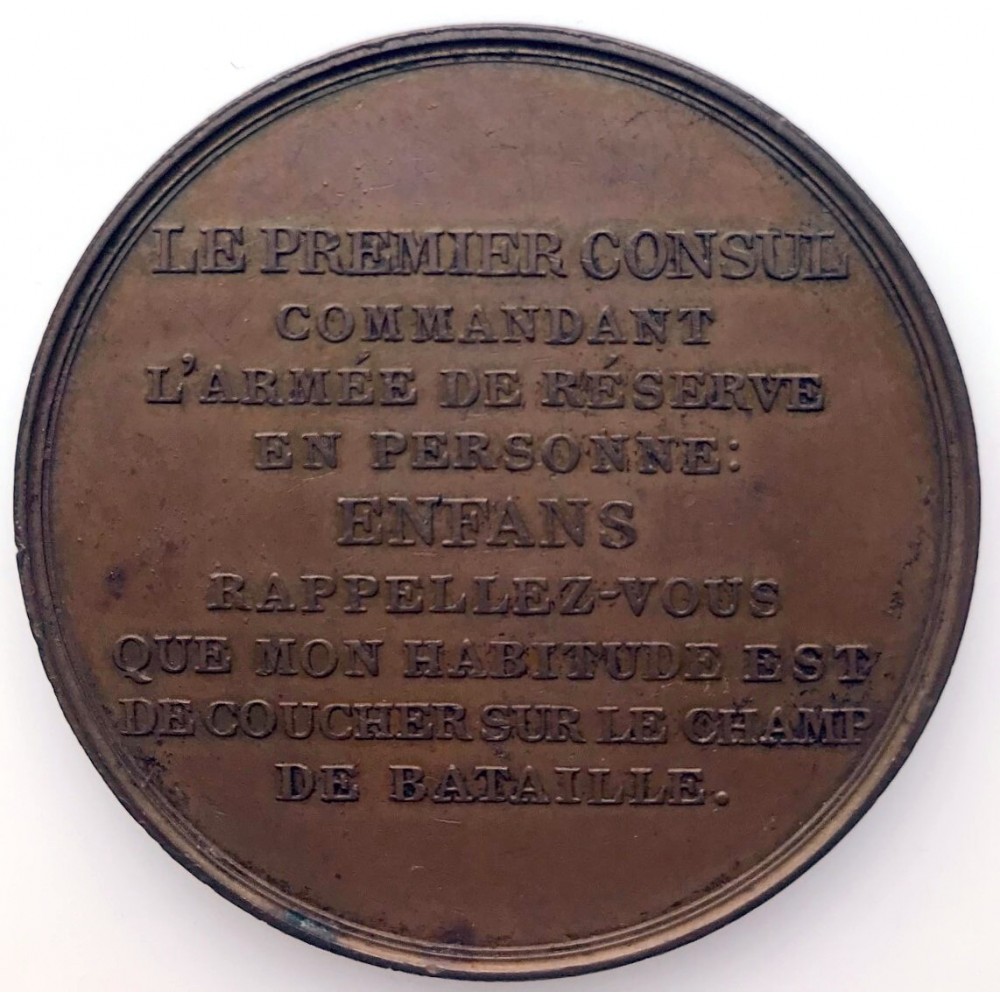 LE PREMIER CONSUL
COMMANDANT
L'ARMÉE DE RÉSERVE
EN PERSONNE:
ENFANS
RAPPELLEZ-VOUS
QUE MON HABITUDE EST
DE COUCHER SUR LE CHAMP
DE BATAILLE.